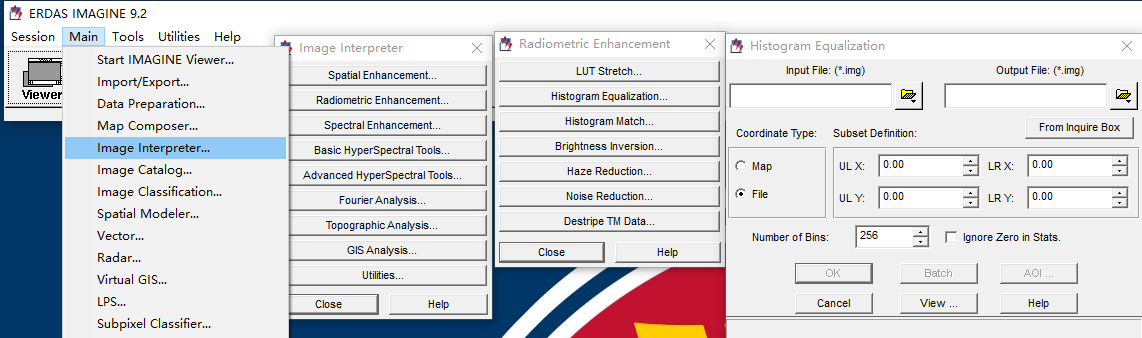 ERDAS IMAGINE 9.2
Session Main Tools Utilities Help
Viewer
Start IMAGINE Viewer...
Import/Export...
Data Preparation...
Map Composer...
Image Interpreter...
Image Catalog...
Image Classification...
Spatial Modeler...
Vector...
Radar...
Virtual GIS...
LPS...
Subpixel Classifier...
Image Interpreter
Spatial Enhancement...
Radiometric Enhancement...
Spectral Enhancement...
Basic HyperSpectral Tools...
Advanced HyperSpectral Tools...
Fourier Analysis...
Topographic Analysis...
GIS Analysis...
Utilities...
Close Help
Radiometric Enhancement
LUT Stretch...
Histogram Equalization...
Histogram Match...
Brightness Inversion...
Haze Reduction...
Noise Reduction...
Destripe TM Data...
Close Help
Histogram Equalization
Input File: (*.img) Output File: (*.img)
Coordinate Type: Subset Definition: From Inquire Box
Map UL X: 0.00 LR X: 0.00
File UL Y: 0.00 LR Y: 0.00
Number of Bins: 256 Ignore Zero in Stats.
OK Batch AOI ...
Cancel View ... Help